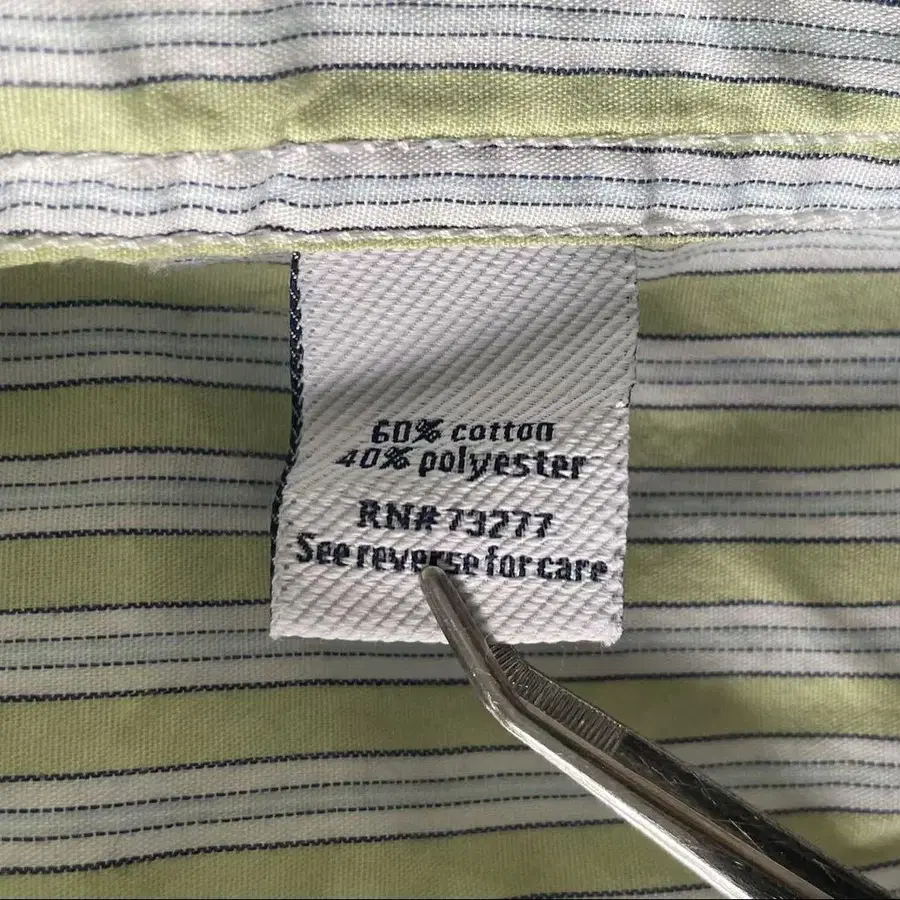 60% cotton
40% polyester
RN# 73277
See reverse for care